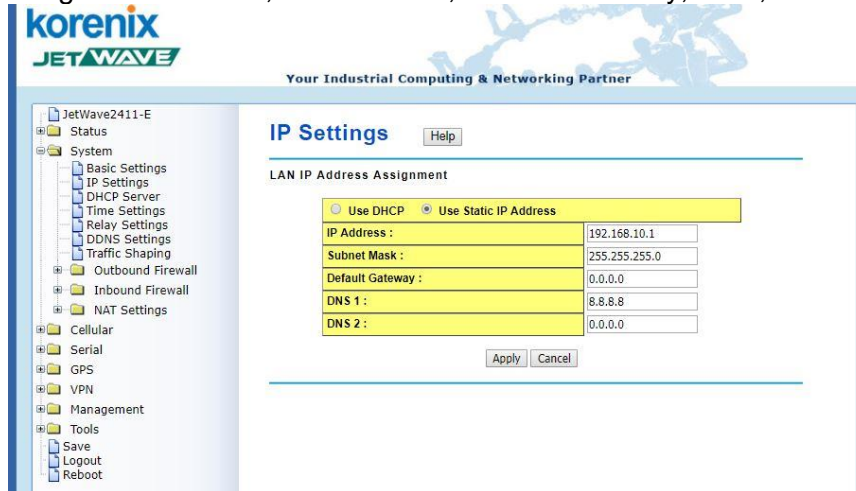 korenix
JETWAVE
Your Industrial Computing & Networking Partner
JetWave2411-E
Status
System
Basic Settings
IP Settings
DHCP Server
Time Settings
Relay Settings
DDNS Settings
Traffic Shaping
Outbound Firewall
Inbound Firewall
NAT Settings
Cellular
Serial
GPS
VPN
Management
Tools
Save
Logout
Reboot
IP Settings Help
LAN IP Address Assignment
Use DHCP Use Static IP Address
IP Address : 192.168.10.1
Subnet Mask : 255.255.255.0
Default Gateway : 0.0.0.0
DNS 1 : 8.8.8.8
DNS 2 : 0.0.0.0
Apply Cancel